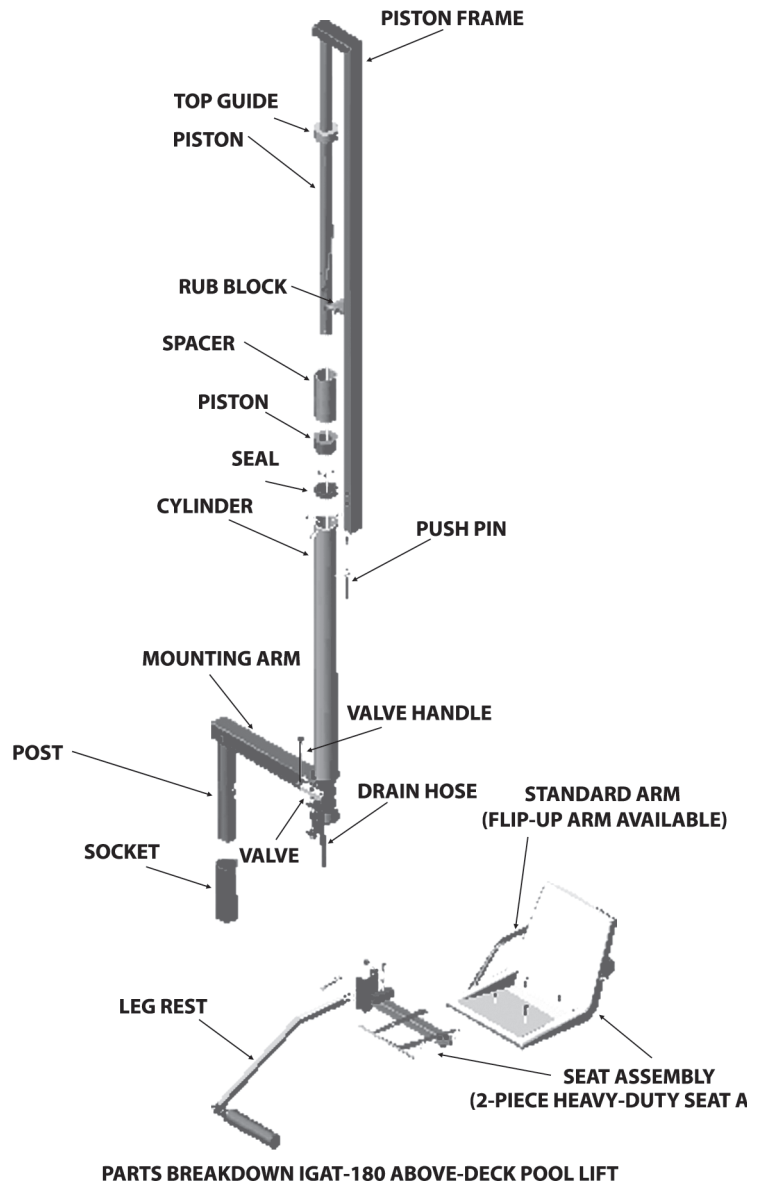 PISTON FRAME
TOP GUIDE
PISTON
RUB BLOCK
SPACER
PISTON
SEAL
CYLINDER
PUSH PIN
MOUNTING ARM
VALVE HANDLE
POST
DRAIN HOSE
STANDARD ARM
(FLIP-UP ARM AVAILABLE)
SOCKET
VALVE
LEG REST
SEAT ASSEMBLY
(2-PIECE HEAVY-DUTY SEAT A
PARTS BREAKDOWN IGAT-180 ABOVE-DECK POOL LIFT